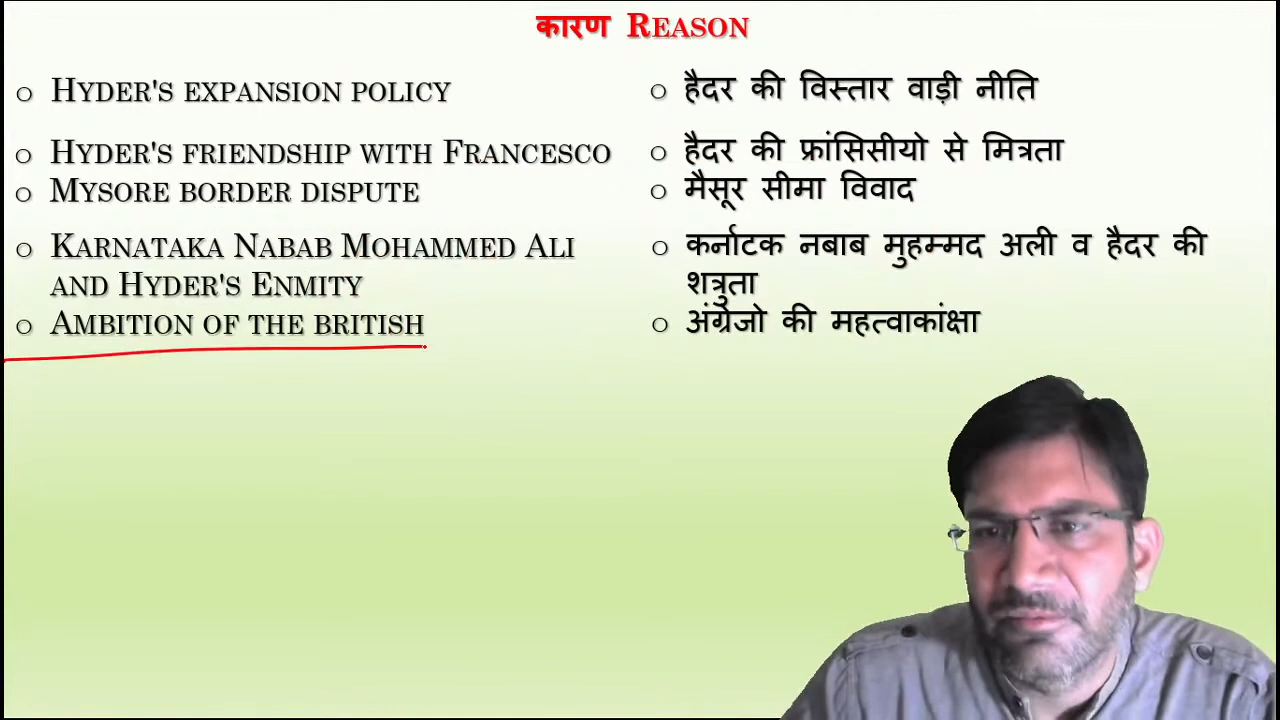 कारण REASON
○ HYDER'S EXPANSION POLICY
○ HYDER'S FRIENDSHIP WITH FRANCESCO
○ MYSORE BORDER DISPUTE
○ KARNATAKA NABAB MOHAMMED ALI
AND HYDER'S ENMITY
○ AMBITION OF THE BRITISH
○ हैदर की विस्तार वाड़ी नीति
○ हैदर की फ्रांसिसीयो से मित्रता
○ मैसूर सीमा विवाद
○ कर्नाटक नबाब मुहम्मद अली व हैदर की
शत्रुता
○ अंग्रेजो की महत्वाकांक्षा